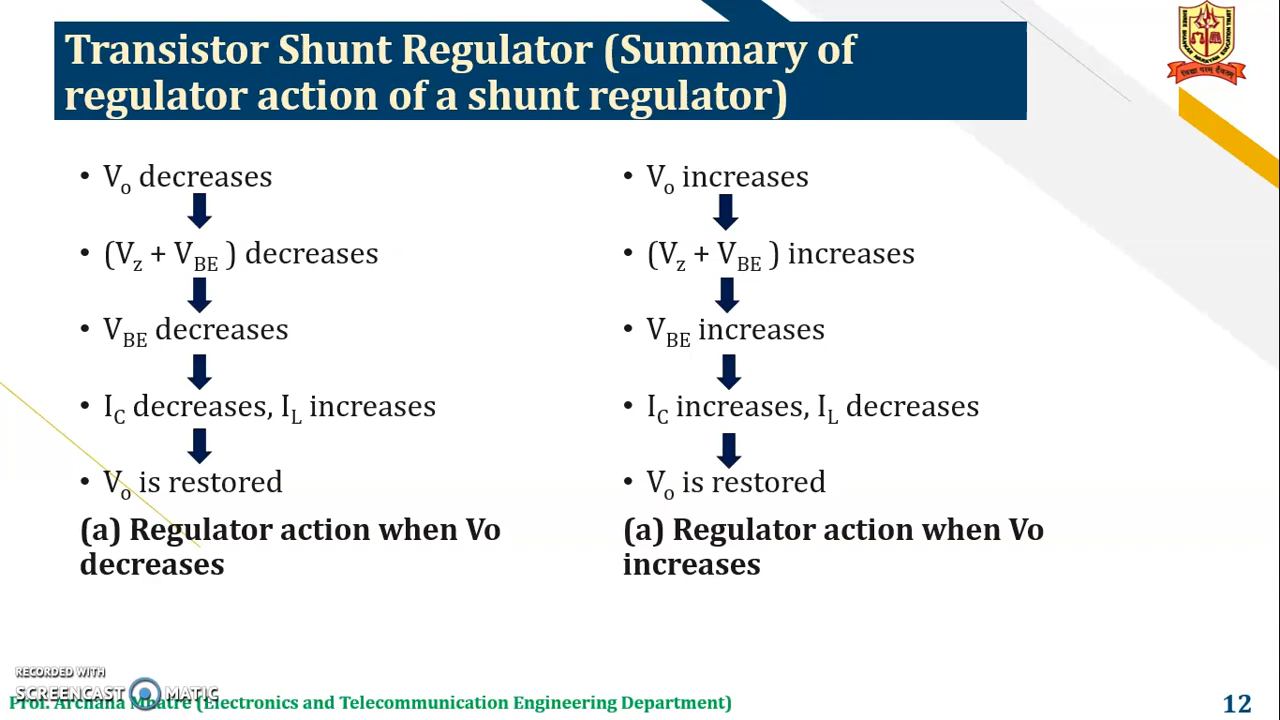 Transistor Shunt Regulator (Summary of
regulator action of a shunt regulator)
• Vo decreases
• (Vz + VBE ) decreases
• VBE decreases
• IC decreases, IL increases
• Vo is restored
(a) Regulator action when Vo
decreases
• Vo increases
• (Vz + VBE ) increases
• VBE increases
• IC increases, IL decreases
• Vo is restored
(a) Regulator action when Vo
increases
RECORDED WITH
SCREENCAST MATIC
Prof. Archana Mhatre (Electronics and Telecommunication Engineering Department)
12